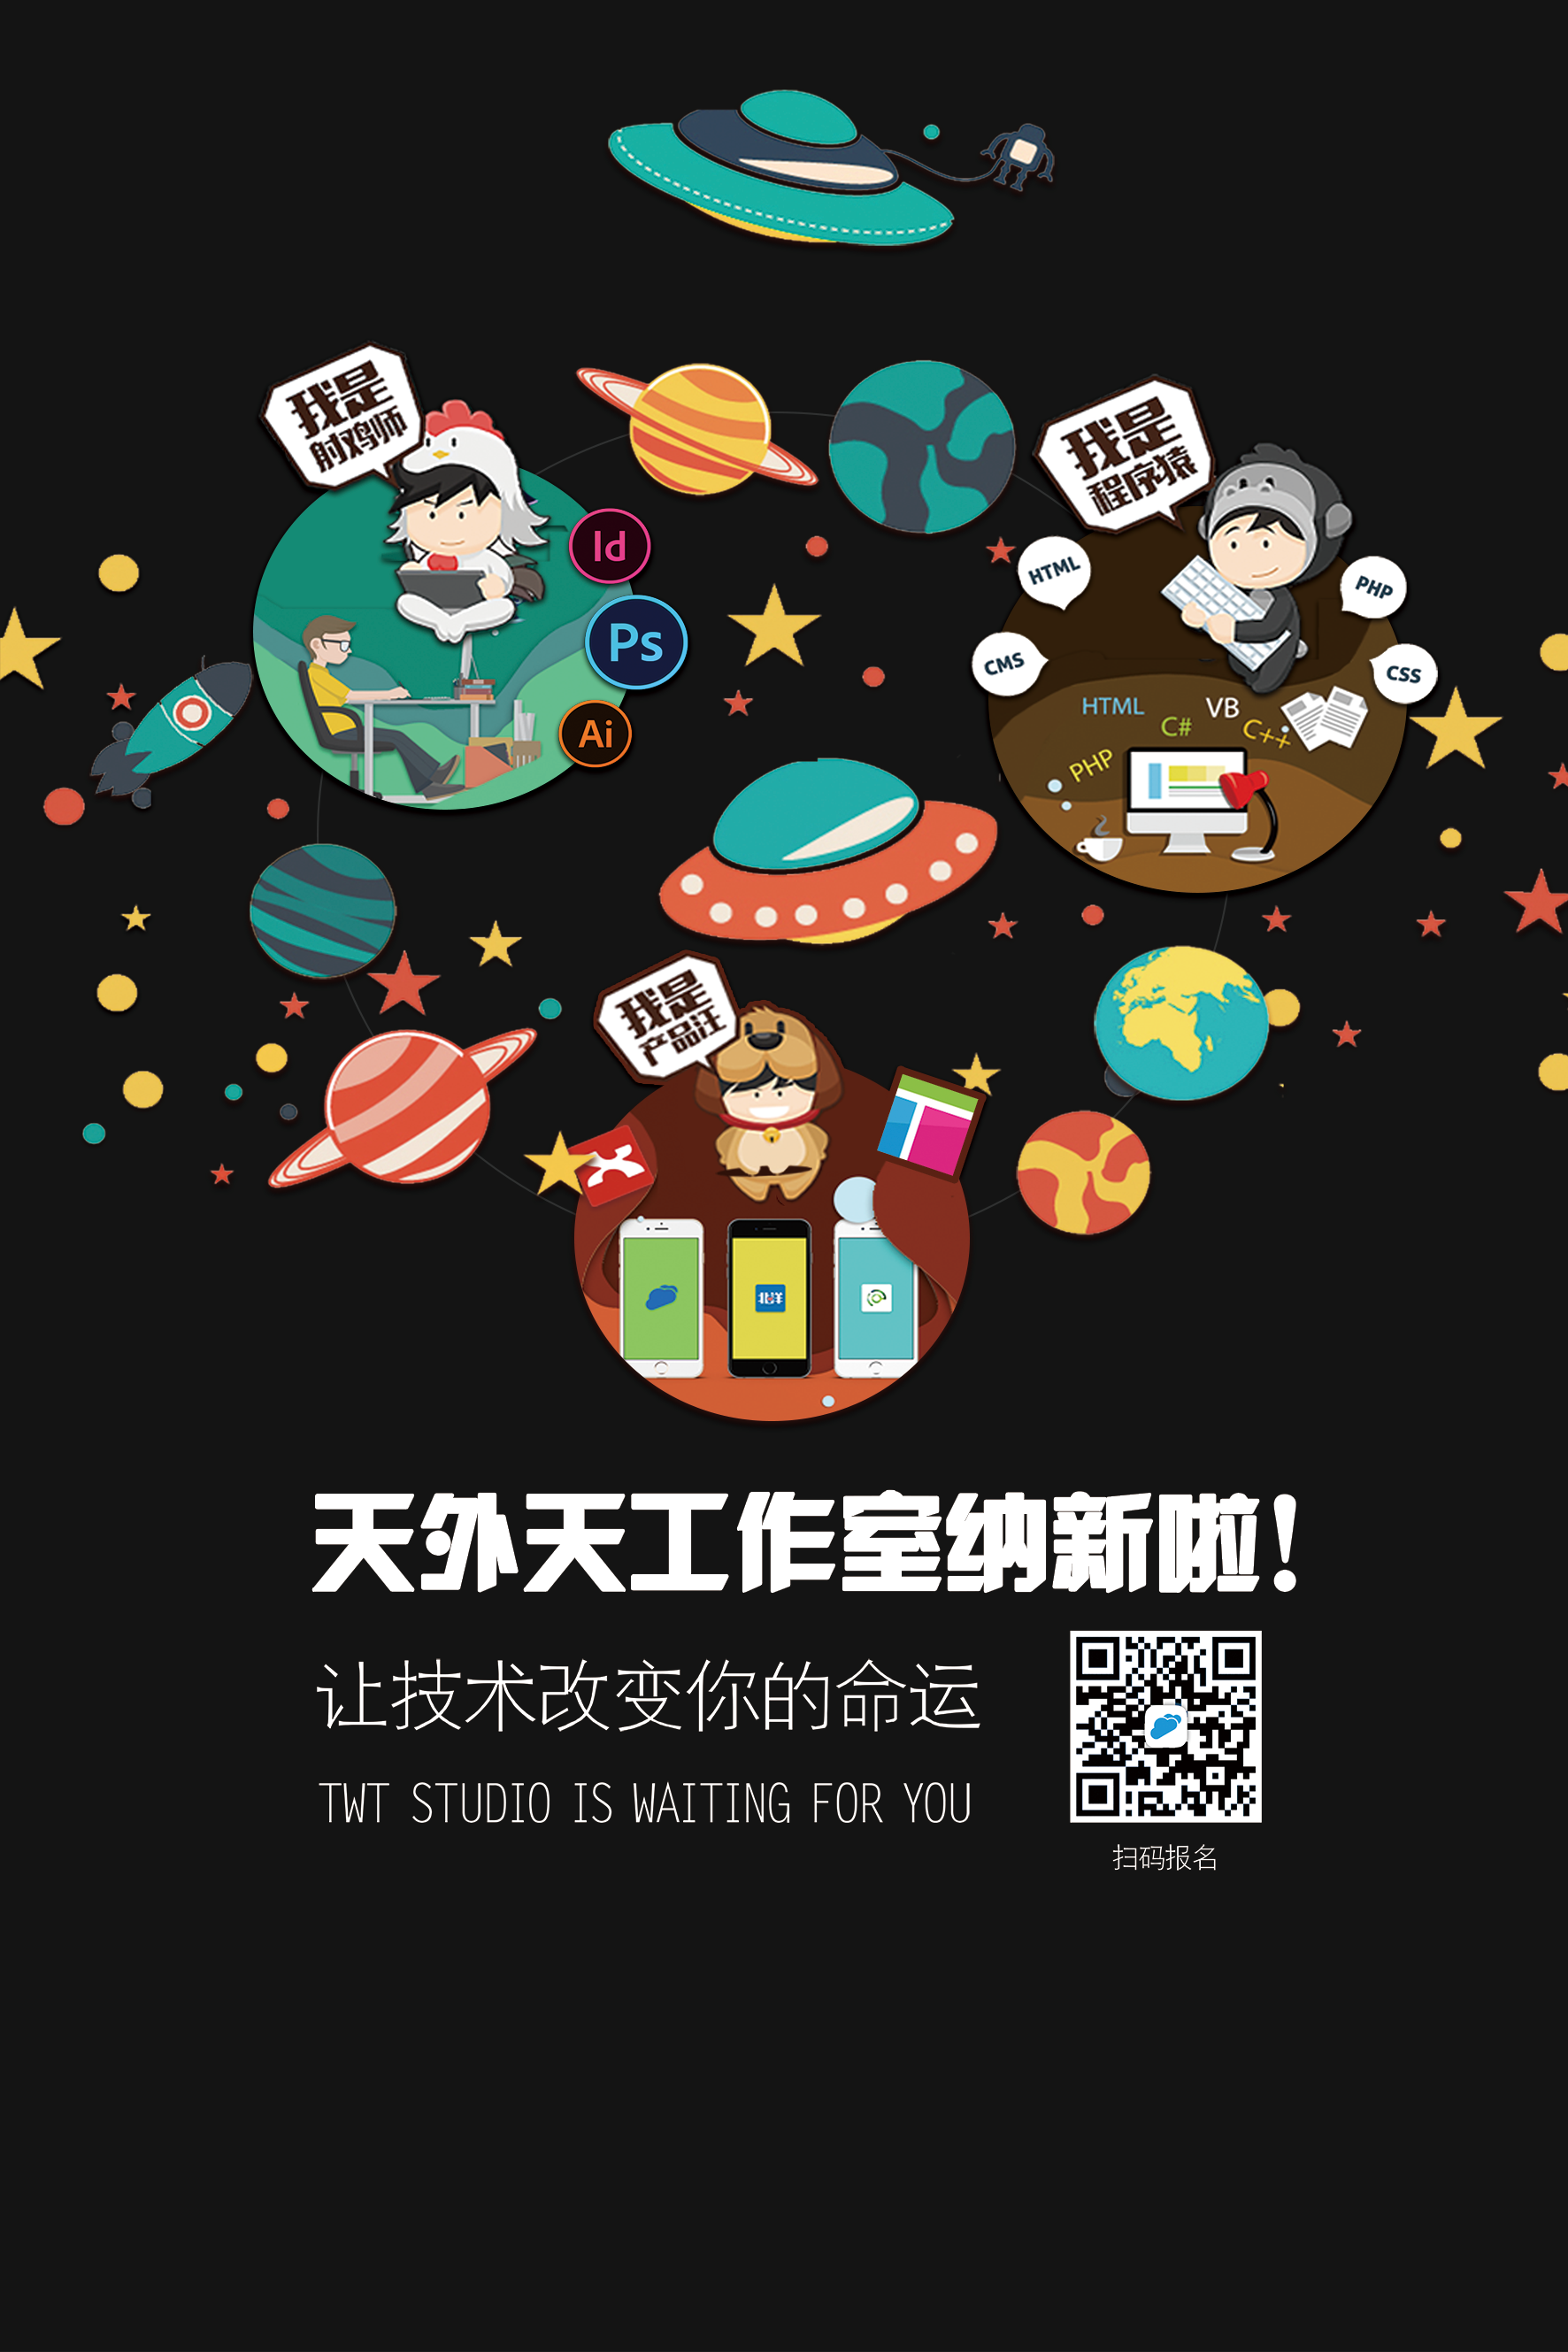 我是
射鸡师
我是
程序猿
Id
HTML
PHP
Ps
CMS
CSS
HTML
VB
C#
C++
Ai
PHP
我是
产品汪
北洋
天外天工作室纳新啦！
让技术改变你的命运
TWT STUDIO IS WAITING FOR YOU
扫码报名